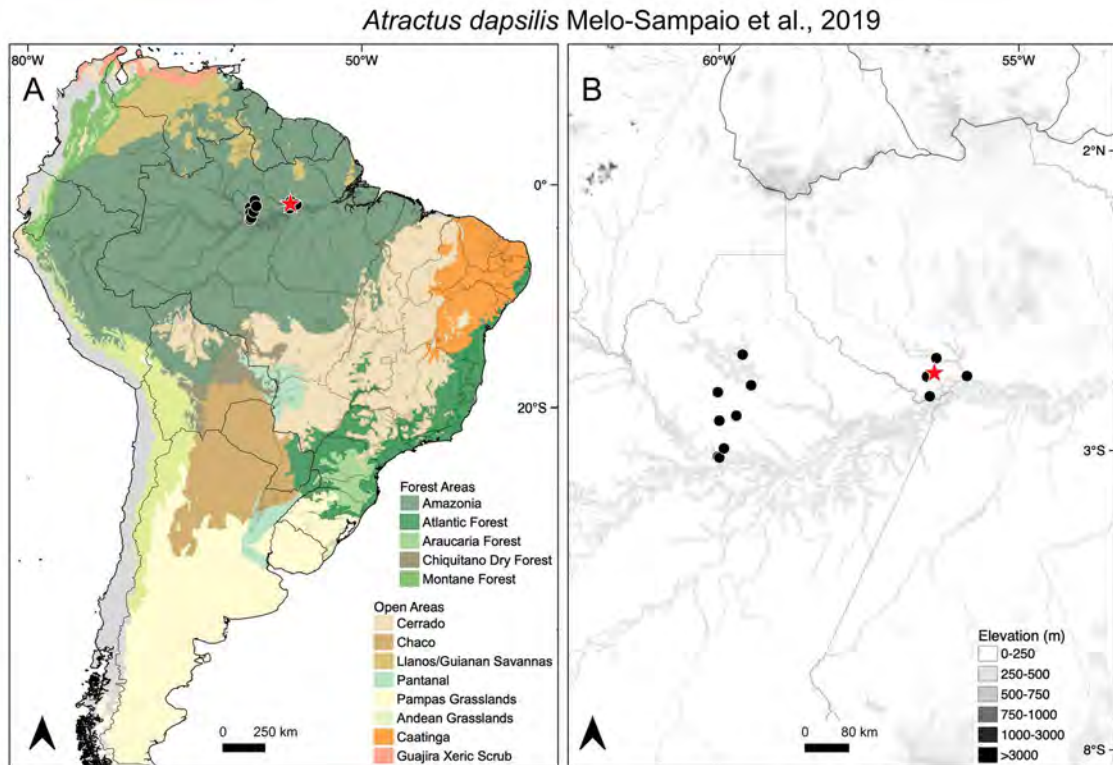 Atractus dapsilis Melo-Sampaio et al., 2019
A
80°W
50°W
0°
20°S
Forest Areas
Amazonia
Atlantic Forest
Araucaria Forest
Chiquitano Dry Forest
Montane Forest
Open Areas
Cerrado
Chaco
Llanos/Guianan Savannas
Pantanal
Pampas Grasslands
Andean Grasslands
Caatinga
Guajira Xeric Scrub
0 250 km
B
60°W
55°W
2°N
3°S
8°S
Elevation (m)
0-250
250-500
500-750
750-1000
1000-3000
>3000
0 80 km